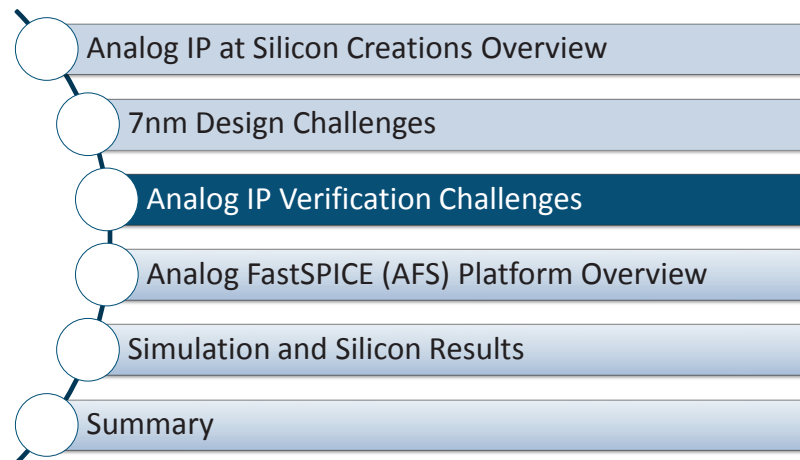 Analog IP at Silicon Creations Overview
7nm Design Challenges
Analog IP Verification Challenges
Analog FastSPICE (AFS) Platform Overview
Simulation and Silicon Results
Summary